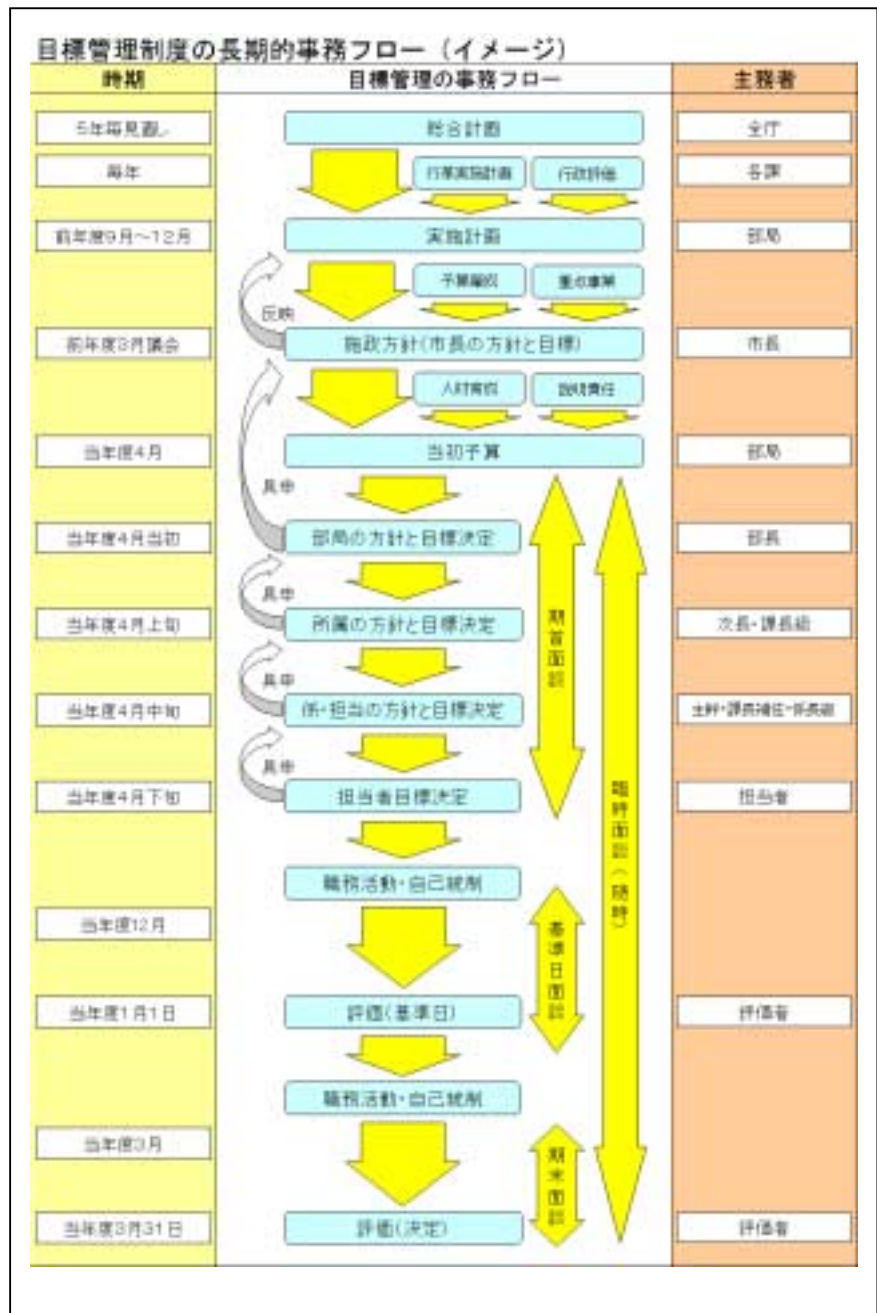 目標管理制度の長期的事務フロー（イメージ）
時期 目標管理の事務フロー 主務者
5年毎見直し 総合計画 全庁
毎年 行革実施計画 行政評価 各課
前年度9月～12月 実施計画 部局
予算編成 重点事業
反映
前年度3月議会 施政方針(市長の方針と目標) 市長
人材育成 説明責任
当年度4月 当初予算 部局
具申
当年度4月当初 部局の方針と目標決定 部長
具申
当年度4月上旬 所属の方針と目標決定 次長・課長級
具申
当年度4月中旬 係・担当の方針と目標決定 主幹・課長補佐・係長級
具申
当年度4月下旬 担当者目標決定 担当者
期首面談
臨時面談(随時)
職務活動・自己統制
当年度12月
基準日面談
当年度1月1日 評価(基準日) 評価者
職務活動・自己統制
当年度3月
期末面談
当年度3月31日 評価(決定) 評価者